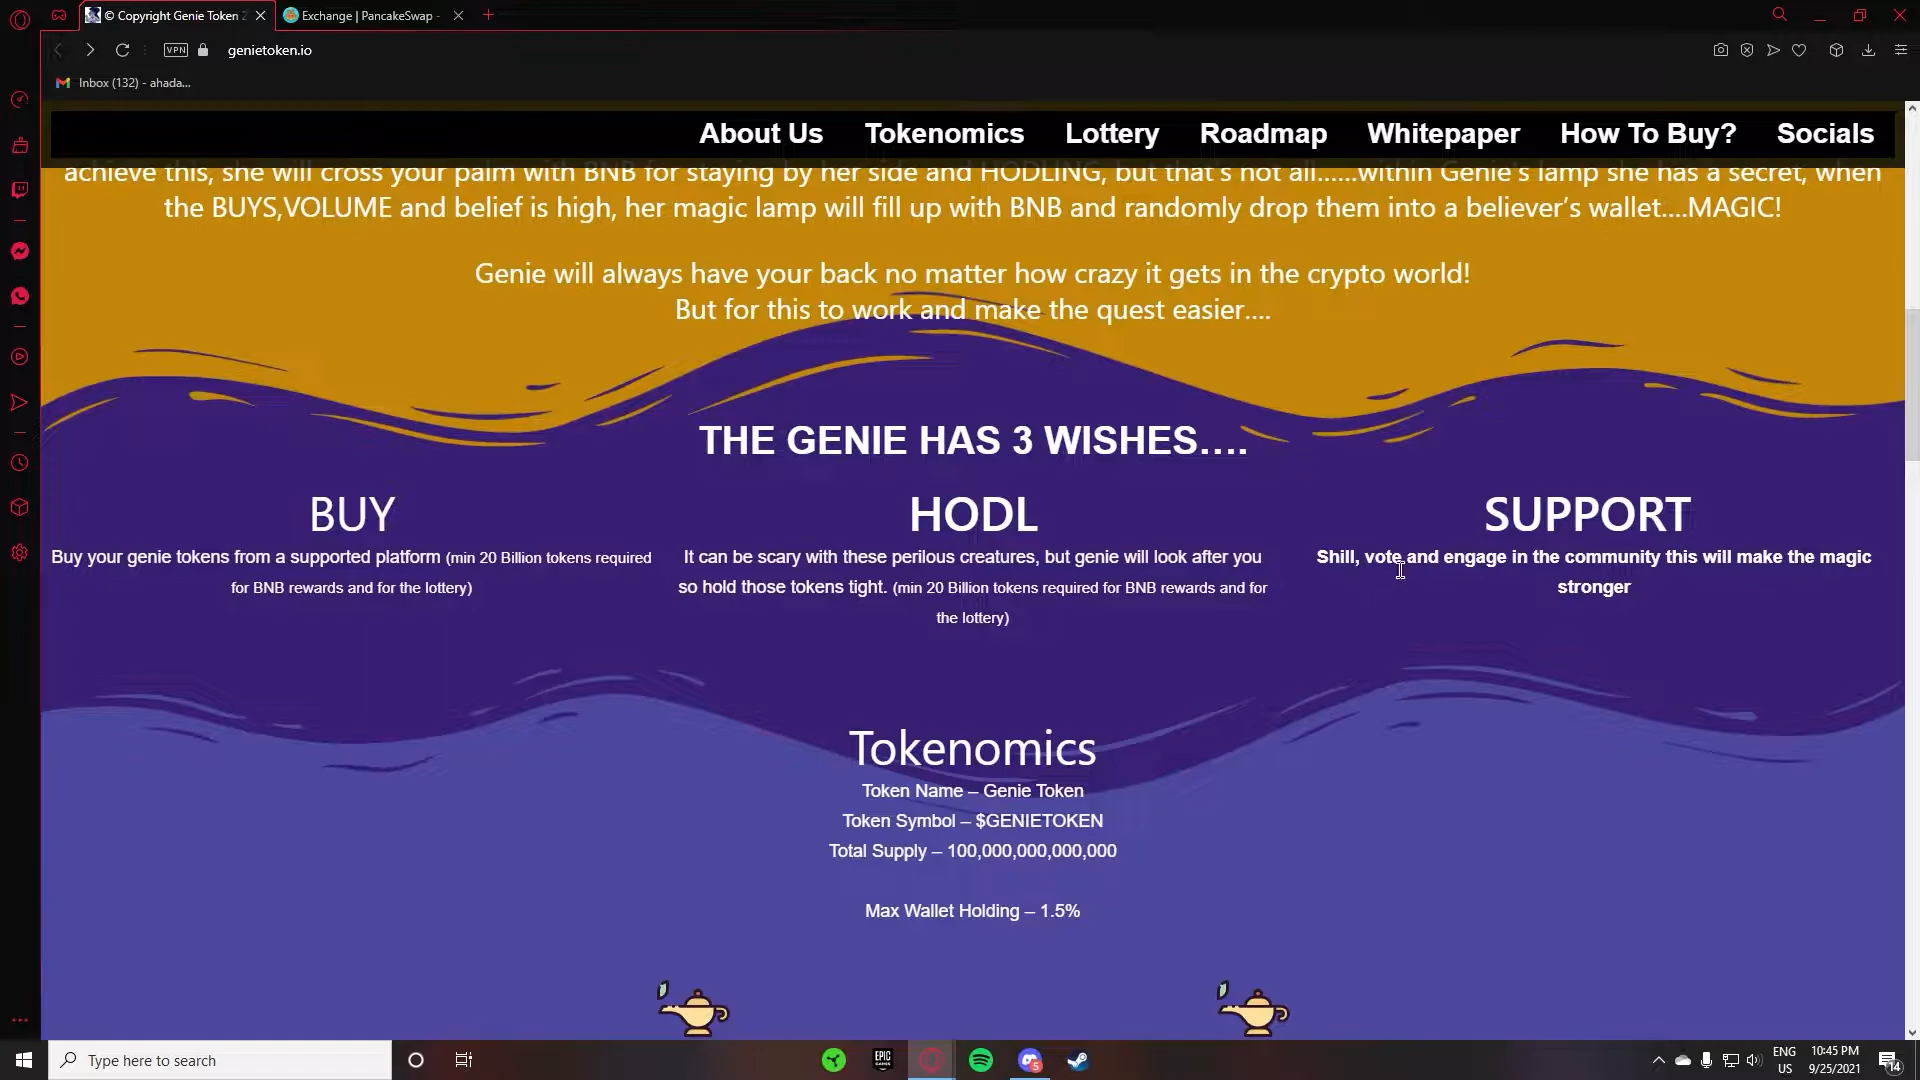 © Copyright Genie Token 2
Exchange | PancakeSwap -
VPN
genietoken.io
Inbox (132) - ahada...
About Us Tokenomics Lottery Roadmap Whitepaper How To Buy? Socials
achieve this, she will cross your palm with BNB for staying by her side and HODLING, but that's not all......within Genie's lamp she has a secret, when
the BUYS,VOLUME and belief is high, her magic lamp will fill up with BNB and randomly drop them into a believer's wallet....MAGIC!
Genie will always have your back no matter how crazy it gets in the crypto world!
But for this to work and make the quest easier....
THE GENIE HAS 3 WISHES....
BUY
Buy your genie tokens from a supported platform (min 20 Billion tokens required
for BNB rewards and for the lottery)
HODL
It can be scary with these perilous creatures, but genie will look after you
so hold those tokens tight. (min 20 Billion tokens required for BNB rewards and for
the lottery)
SUPPORT
Shill, vote and engage in the community this will make the magic
stronger
Tokenomics
Token Name – Genie Token
Token Symbol – $GENIETOKEN
Total Supply – 100,000,000,000,000
Max Wallet Holding – 1.5%
Type here to search
EPIC
GAMES
5
ENG
US
10:45 PM
9/25/2021
14